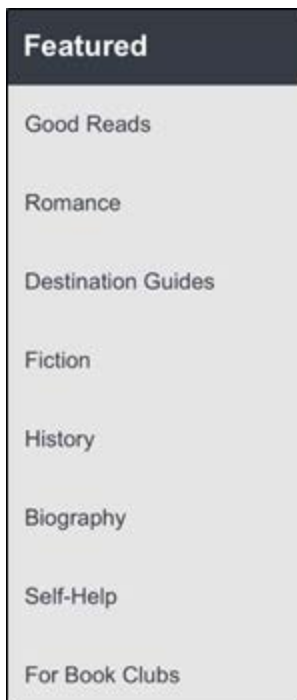 Featured
Good Reads
Romance
Destination Guides
Fiction
History
Biography
Self-Help
For Book Clubs